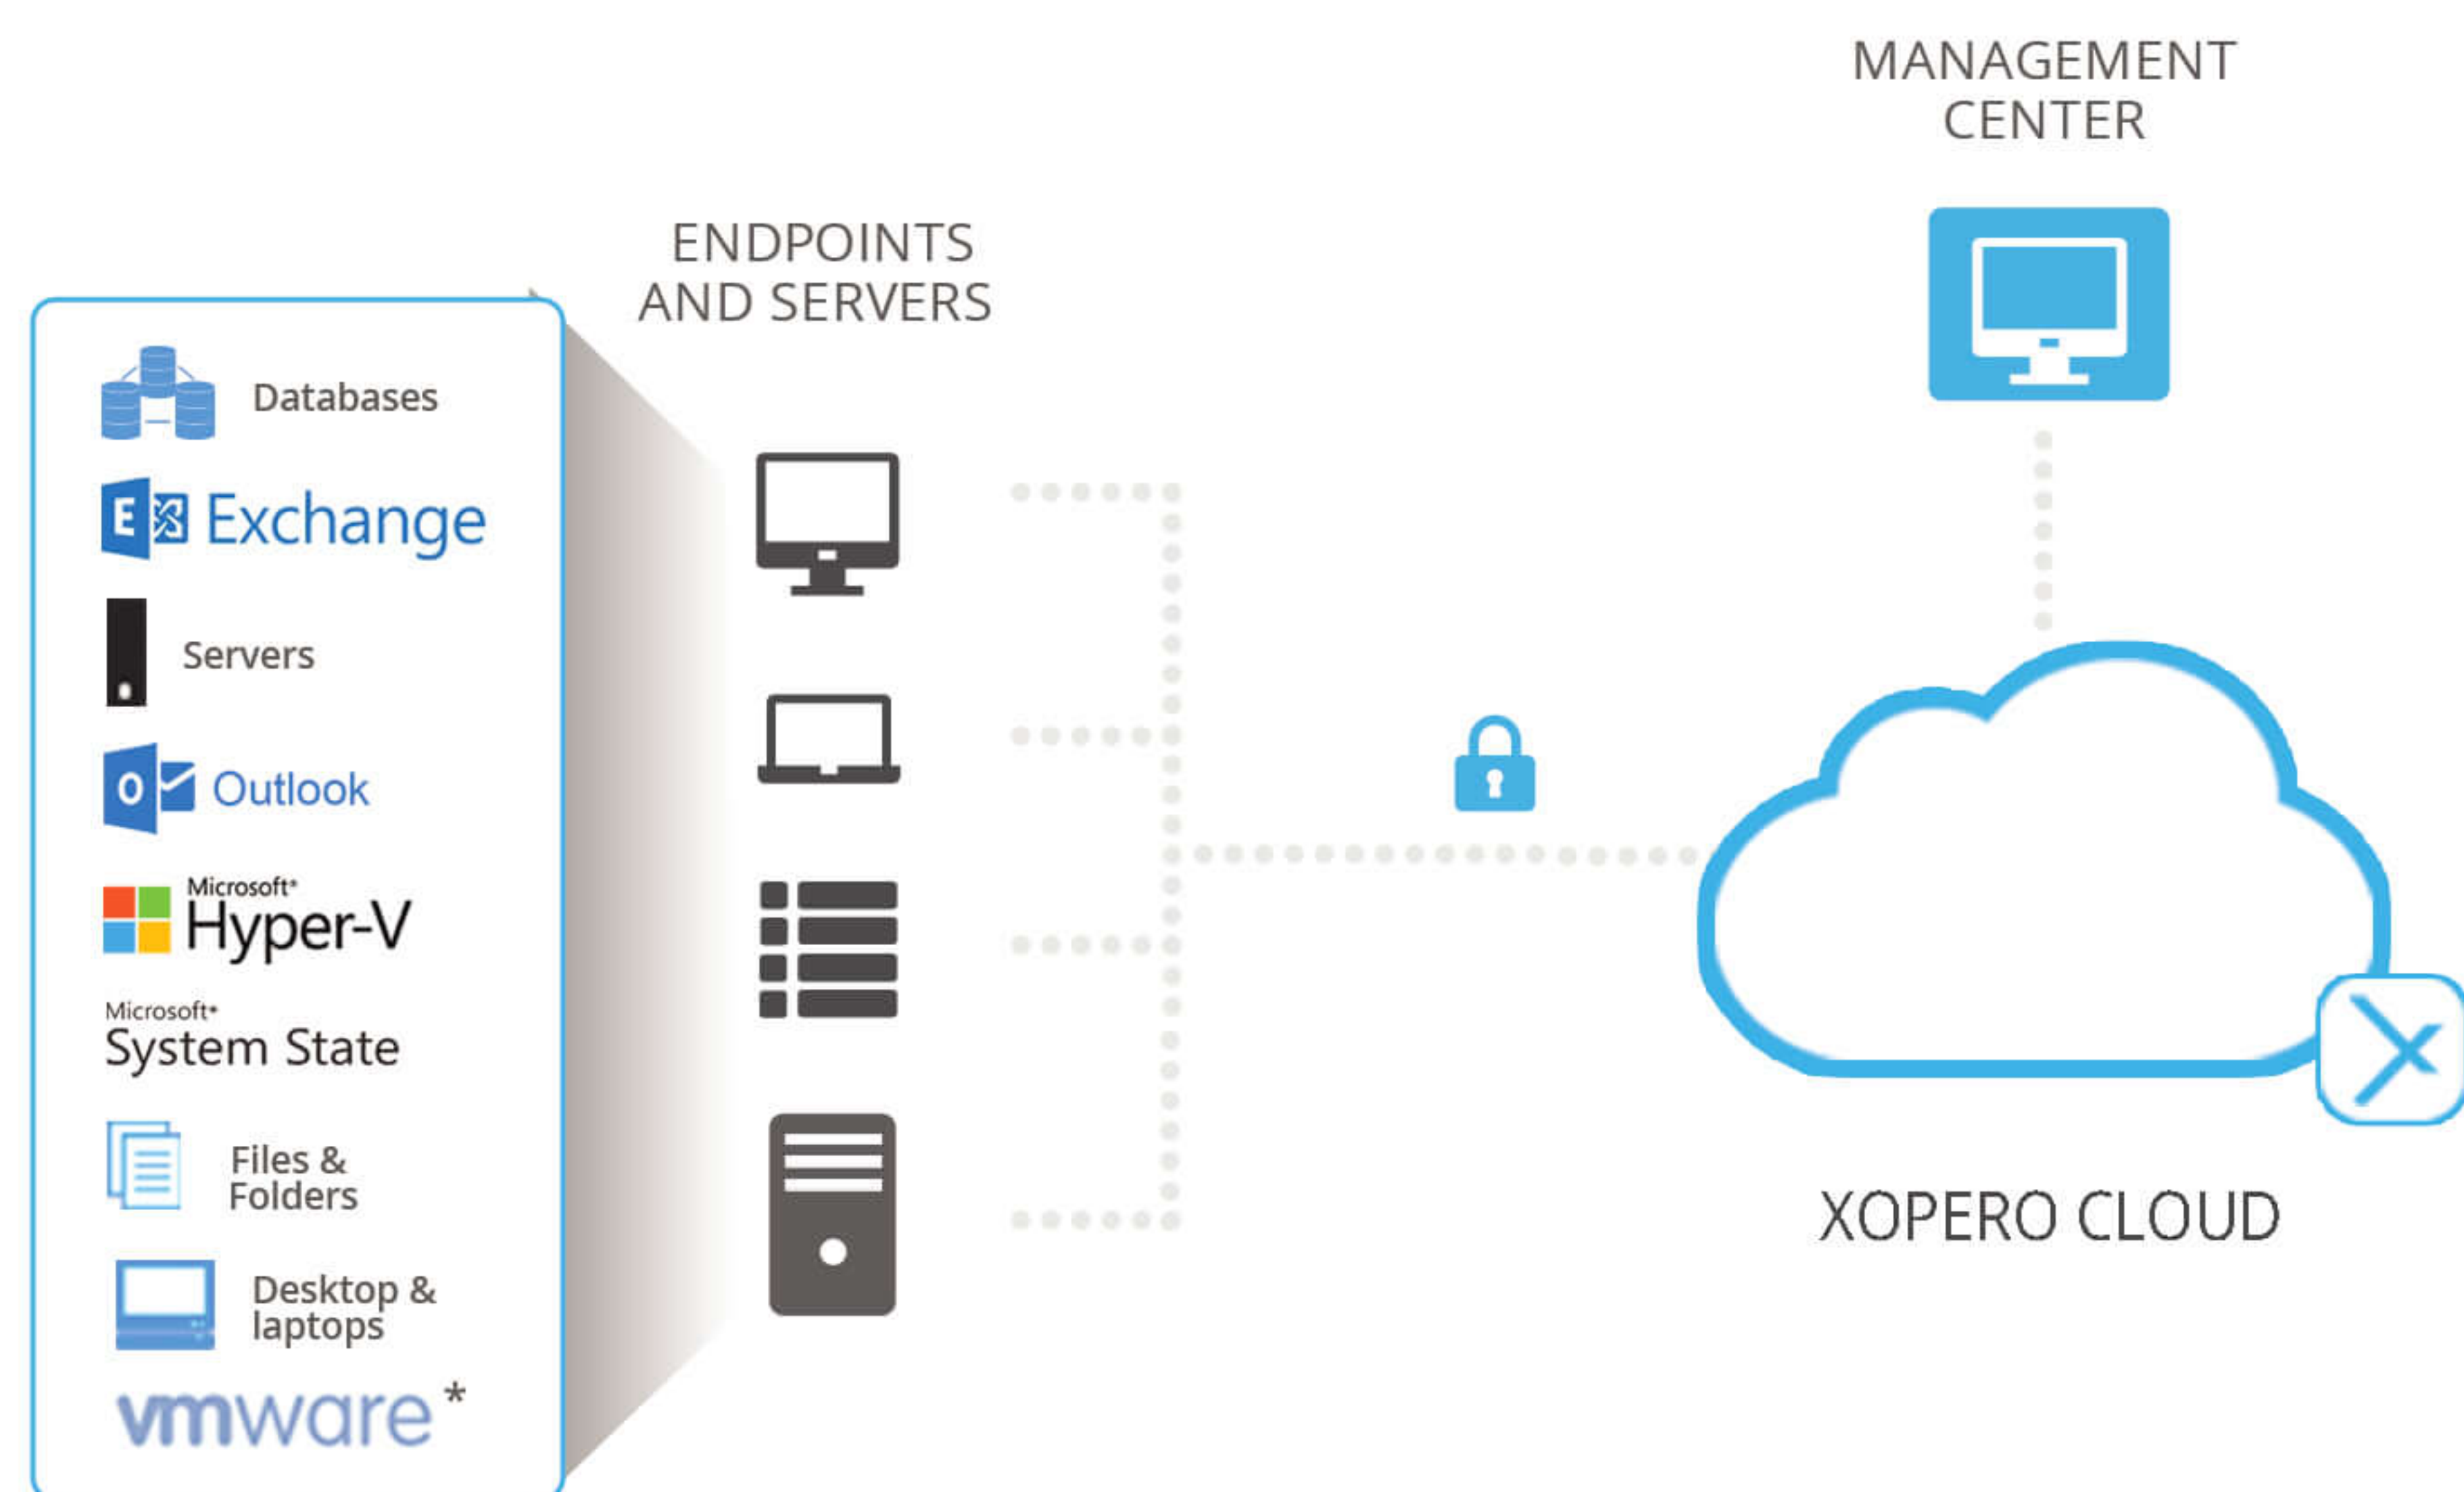 MANAGEMENT
CENTER
ENDPOINTS
AND SERVERS
Databases
E Exchange
Servers
O Outlook
Microsoft®
Hyper-V
Microsoft®
System State
Files &
Folders
Desktop &
laptops
vmware *
XOPERO CLOUD